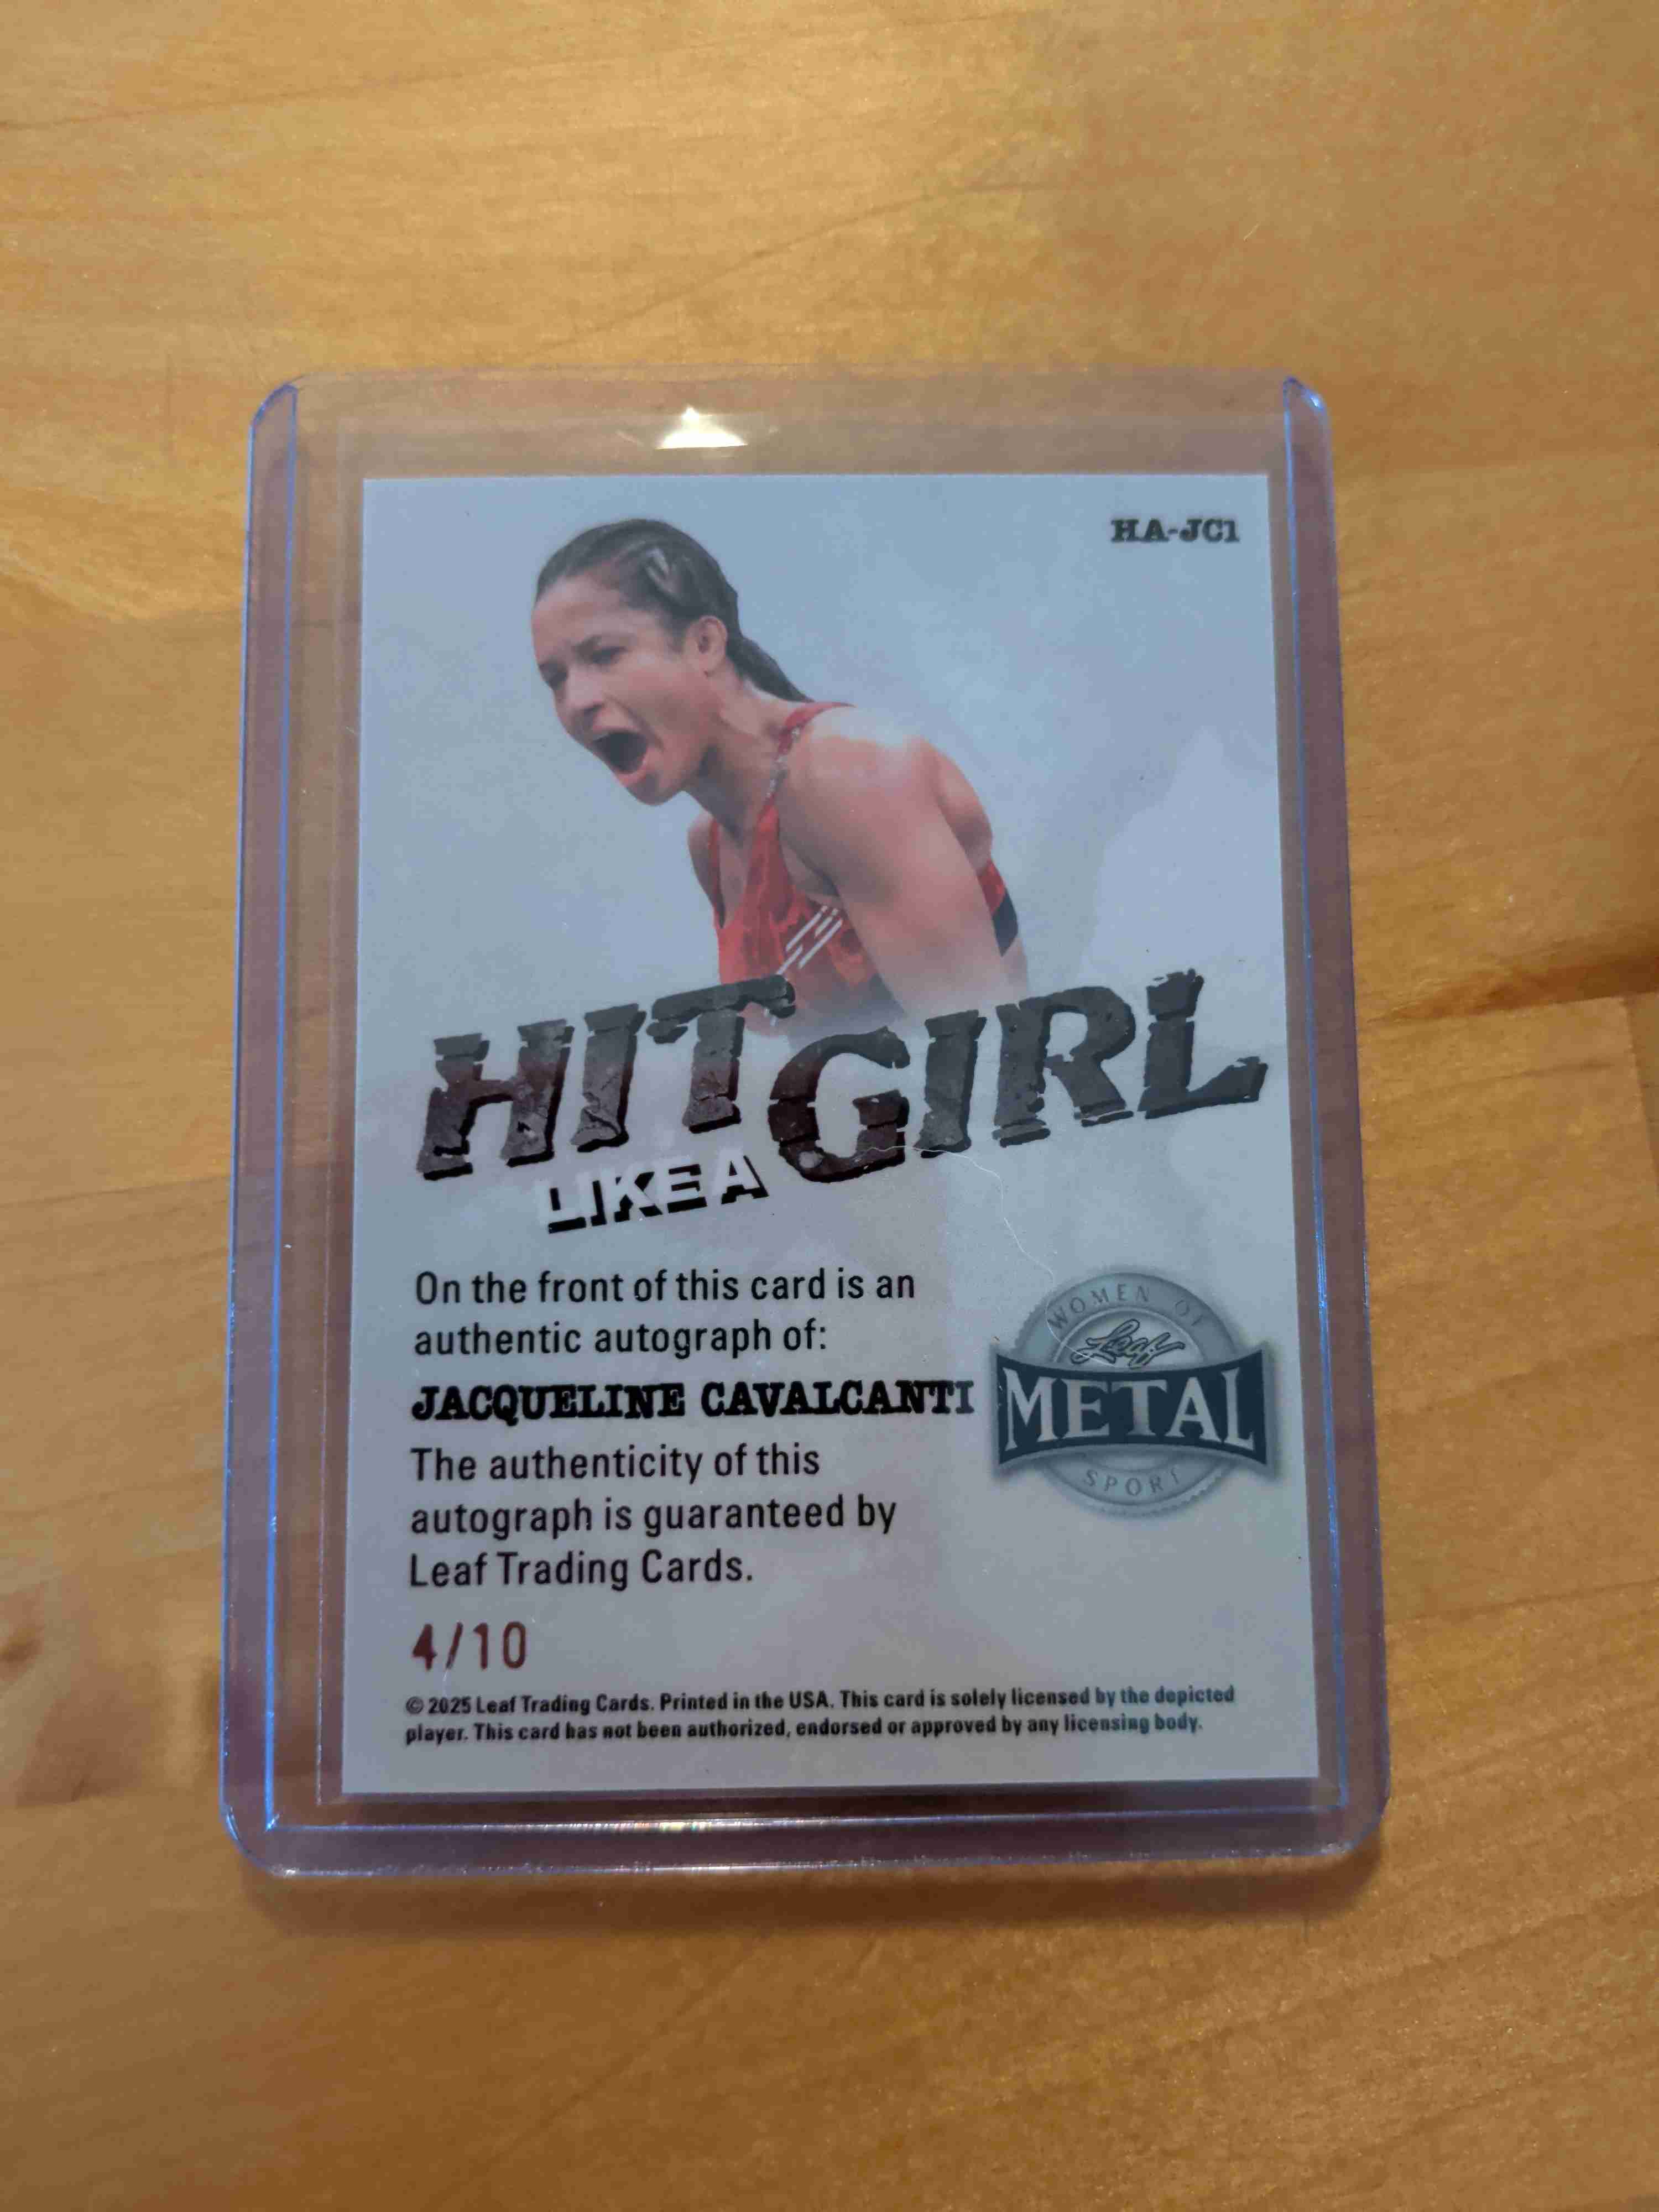 HA-JC1
HIT
LIKE A
GIRL
On the front of this card is an
authentic autograph of:
JACQUELINE CAVALCANTI
The authenticity of this
autograph is guaranteed by
Leaf Trading Cards.
WOMEN OF
Leaf
METAL
SPORT
4/10
© 2025 Leaf Trading Cards. Printed in the USA. This card is solely licensed by the depicted
player. This card has not been authorized, endorsed or approved by any licensing body.